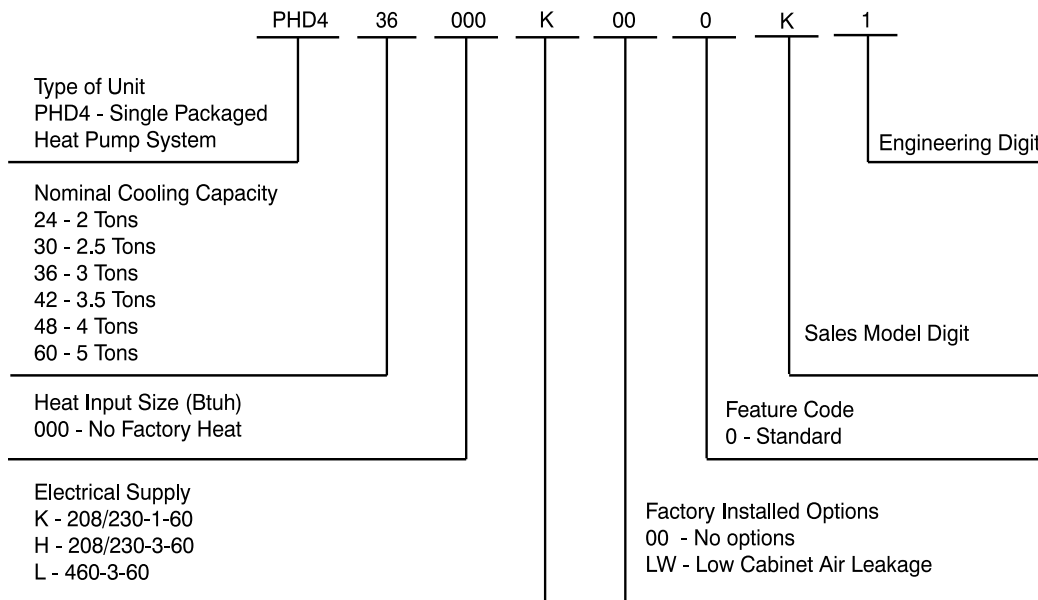 PHD4 36 000 K 00 0 K 1
Type of Unit
PHD4 - Single Packaged
Heat Pump System
Engineering Digit
Nominal Cooling Capacity
24 - 2 Tons
30 - 2.5 Tons
36 - 3 Tons
42 - 3.5 Tons
48 - 4 Tons
60 - 5 Tons
Sales Model Digit
Heat Input Size (Btuh)
000 - No Factory Heat
Feature Code
0 - Standard
Electrical Supply
K - 208/230-1-60
H - 208/230-3-60
L - 460-3-60
Factory Installed Options
00 - No options
LW - Low Cabinet Air Leakage